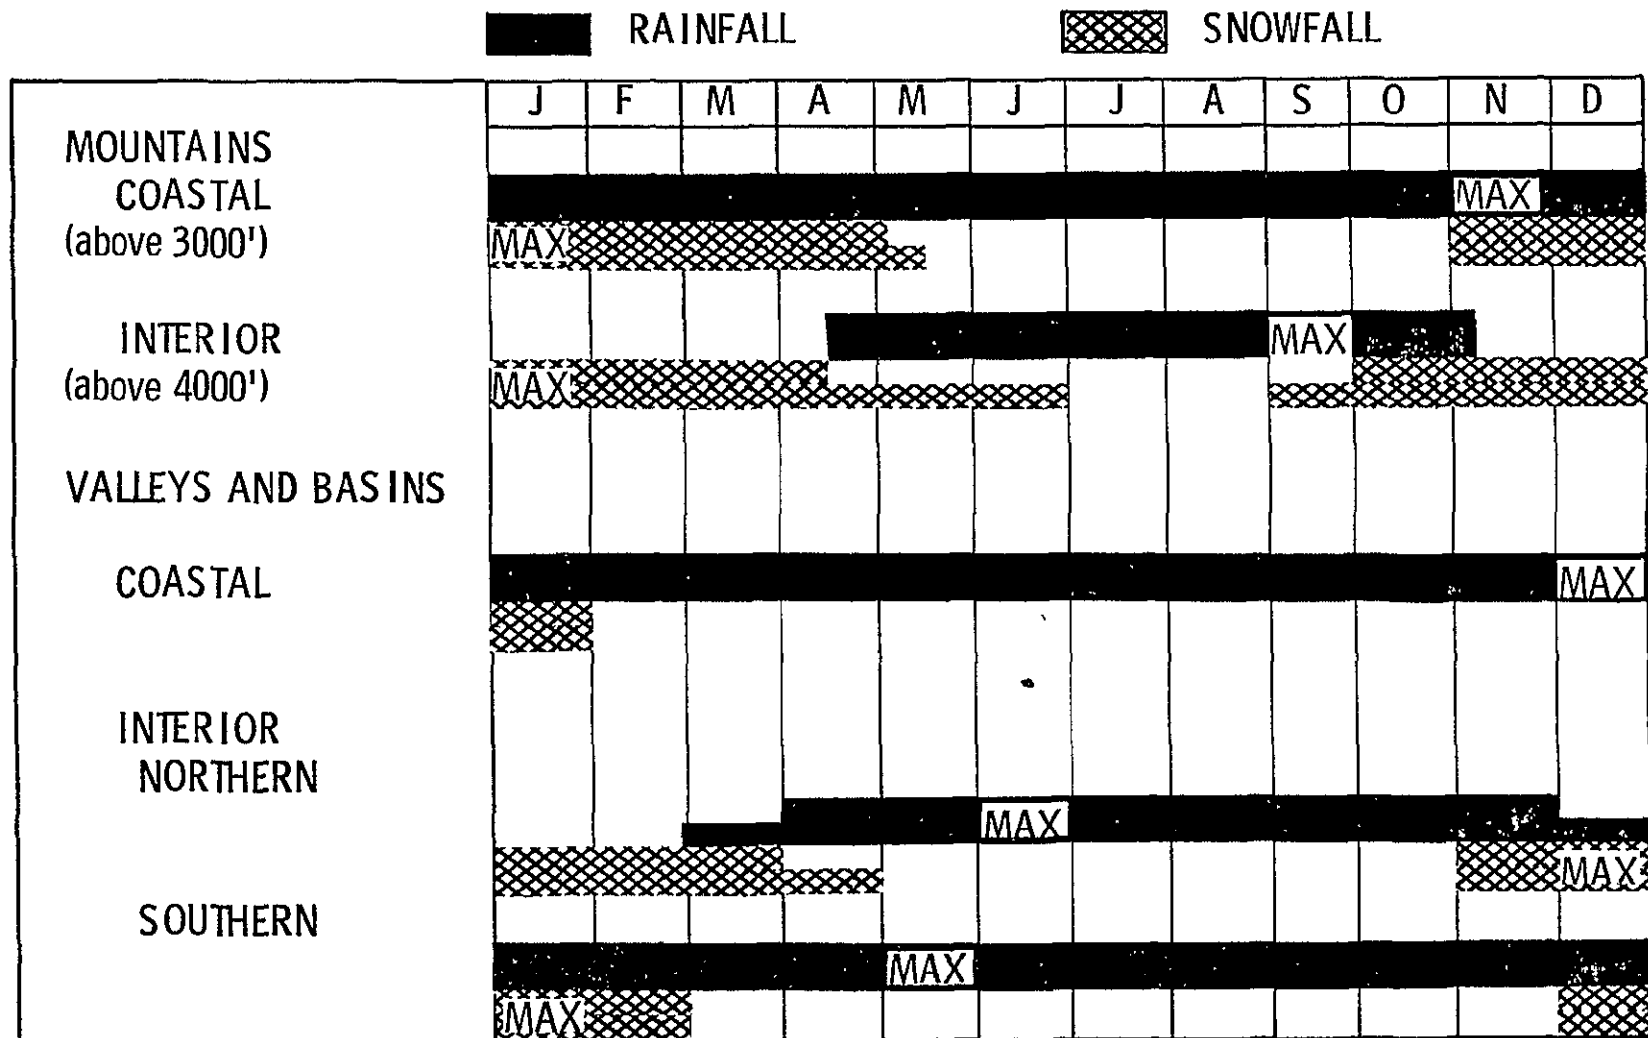 RAINFALL SNOWFALL
J F M A M J J A S O N D
MOUNTAINS
COASTAL MAX
(above 3000') MAX
INTERIOR MAX
(above 4000') MAX
VALLEYS AND BASINS
COASTAL MAX
INTERIOR
NORTHERN
MAX
MAX
SOUTHERN
MAX
MAX